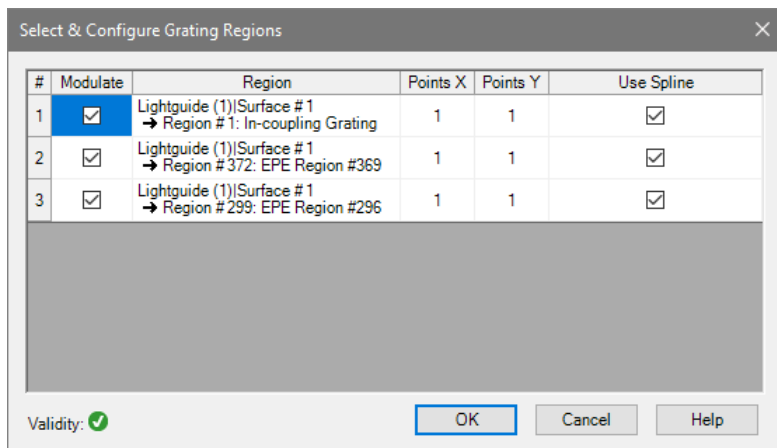 Select & Configure Grating Regions
# Modulate Region Points X Points Y Use Spline
1 Lightguide (1)|Surface #1
➔ Region #1: In-coupling Grating 1 1
2 Lightguide (1)|Surface #1
➔ Region #372: EPE Region #369 1 1
3 Lightguide (1)|Surface #1
➔ Region #299: EPE Region #296 1 1
Validity: OK Cancel Help